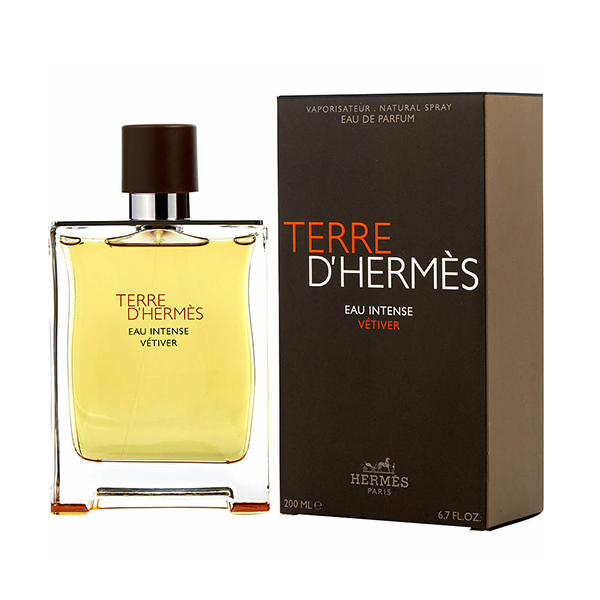 TERRE
D'HERMÈS
EAU INTENSE
VÉTIVER
VAPORISATEUR . NATURAL SPRAY
EAU DE PARFUM
TERRE
D'HERMÈS
EAU INTENSE
VÉTIVER
HERMÈS
PARIS
200 ML ℮
6.7 FL.OZ.